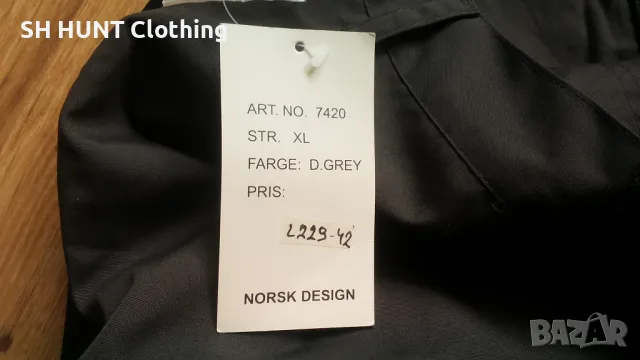 SH HUNT Clothing
ART. NO. 7420
STR. XL
FARGE: D.GREY
PRIS:
L229-42
NORSK DESIGN
BAZAR